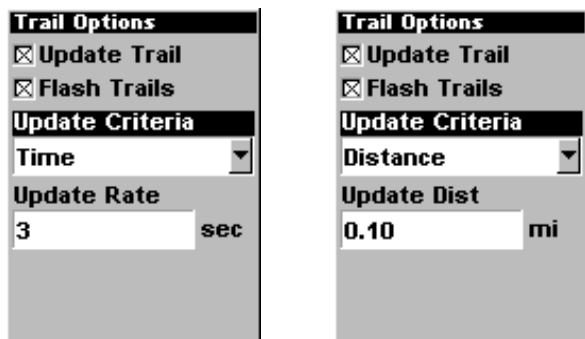 Trail Options
Update Trail
Flash Trails
Update Criteria
Time
Update Rate
3 sec
Trail Options
Update Trail
Flash Trails
Update Criteria
Distance
Update Dist
0.10 mi